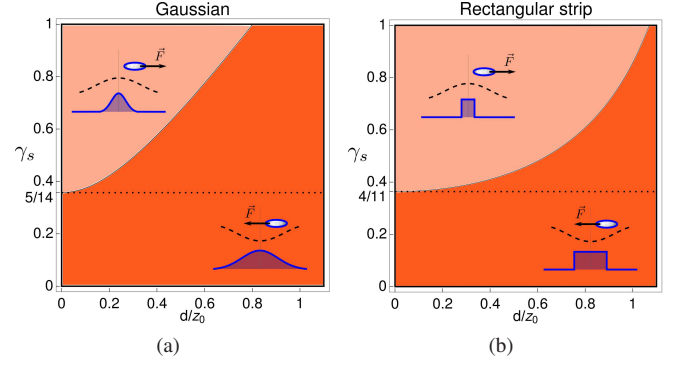 Gaussian
1
0.8
0.6
γₛ
0.4
5/14
0.2
0
F⃗
F⃗
0 0.2 0.4 0.6 0.8 1
d/z₀
(a)
Rectangular strip
1
0.8
0.6
γₛ
0.4
4/11
0.2
0
F⃗
F⃗
0 0.2 0.4 0.6 0.8 1
d/z₀
(b)